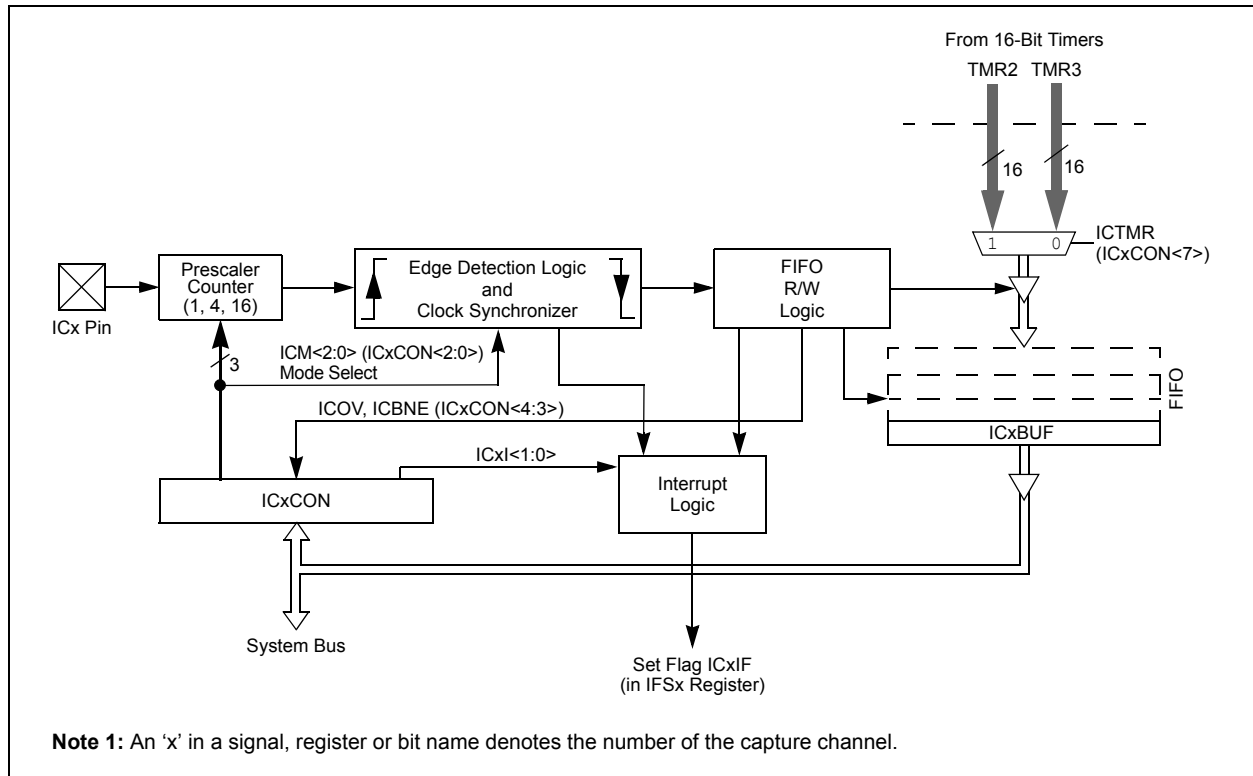 From 16-Bit Timers
TMR2 TMR3
16 16
1 0
ICTMR
(ICxCON<7>)
Prescaler
Counter
(1, 4, 16)
Edge Detection Logic
and
Clock Synchronizer
FIFO
R/W
Logic
ICx Pin
3
ICM<2:0> (ICxCON<2:0>)
Mode Select
FIFO
ICOV, ICBNE (ICxCON<4:3>)
ICxBUF
ICxI<1:0>
ICxCON
Interrupt
Logic
System Bus
Set Flag ICxIF
(in IFSx Register)
Note 1: An ‘x’ in a signal, register or bit name denotes the number of the capture channel.